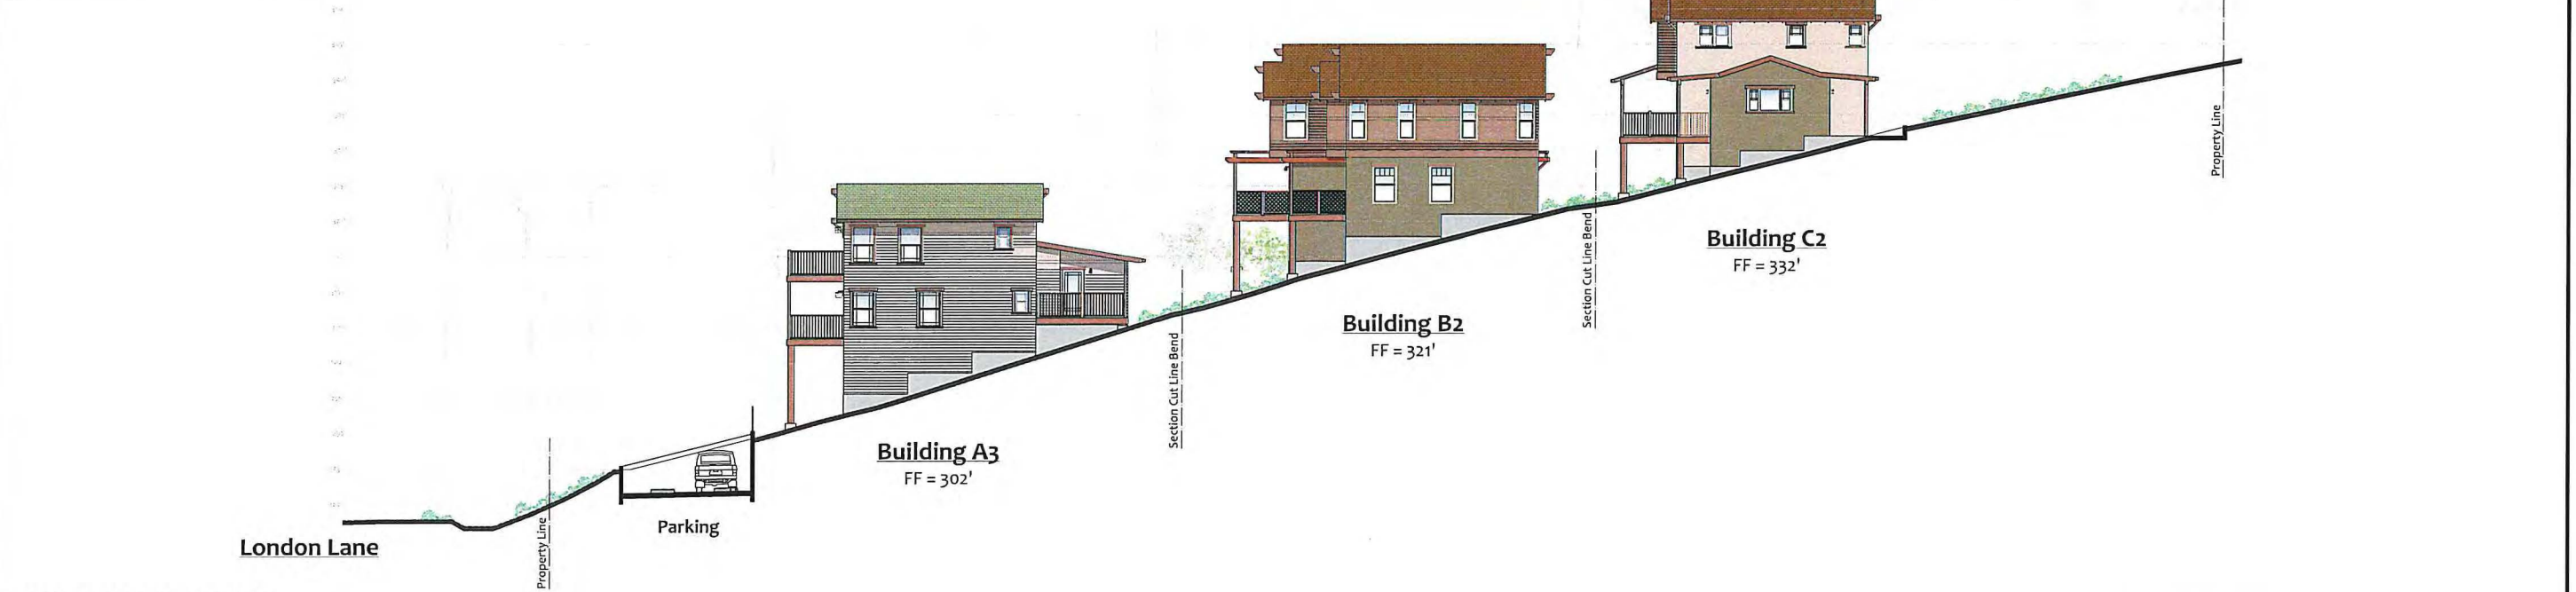 Property Line
Section Cut Line Bend
Building C2
FF = 332'
Building B2
FF = 321'
Section Cut Line Bend
Building A3
FF = 302'
Parking
Property Line
London Lane